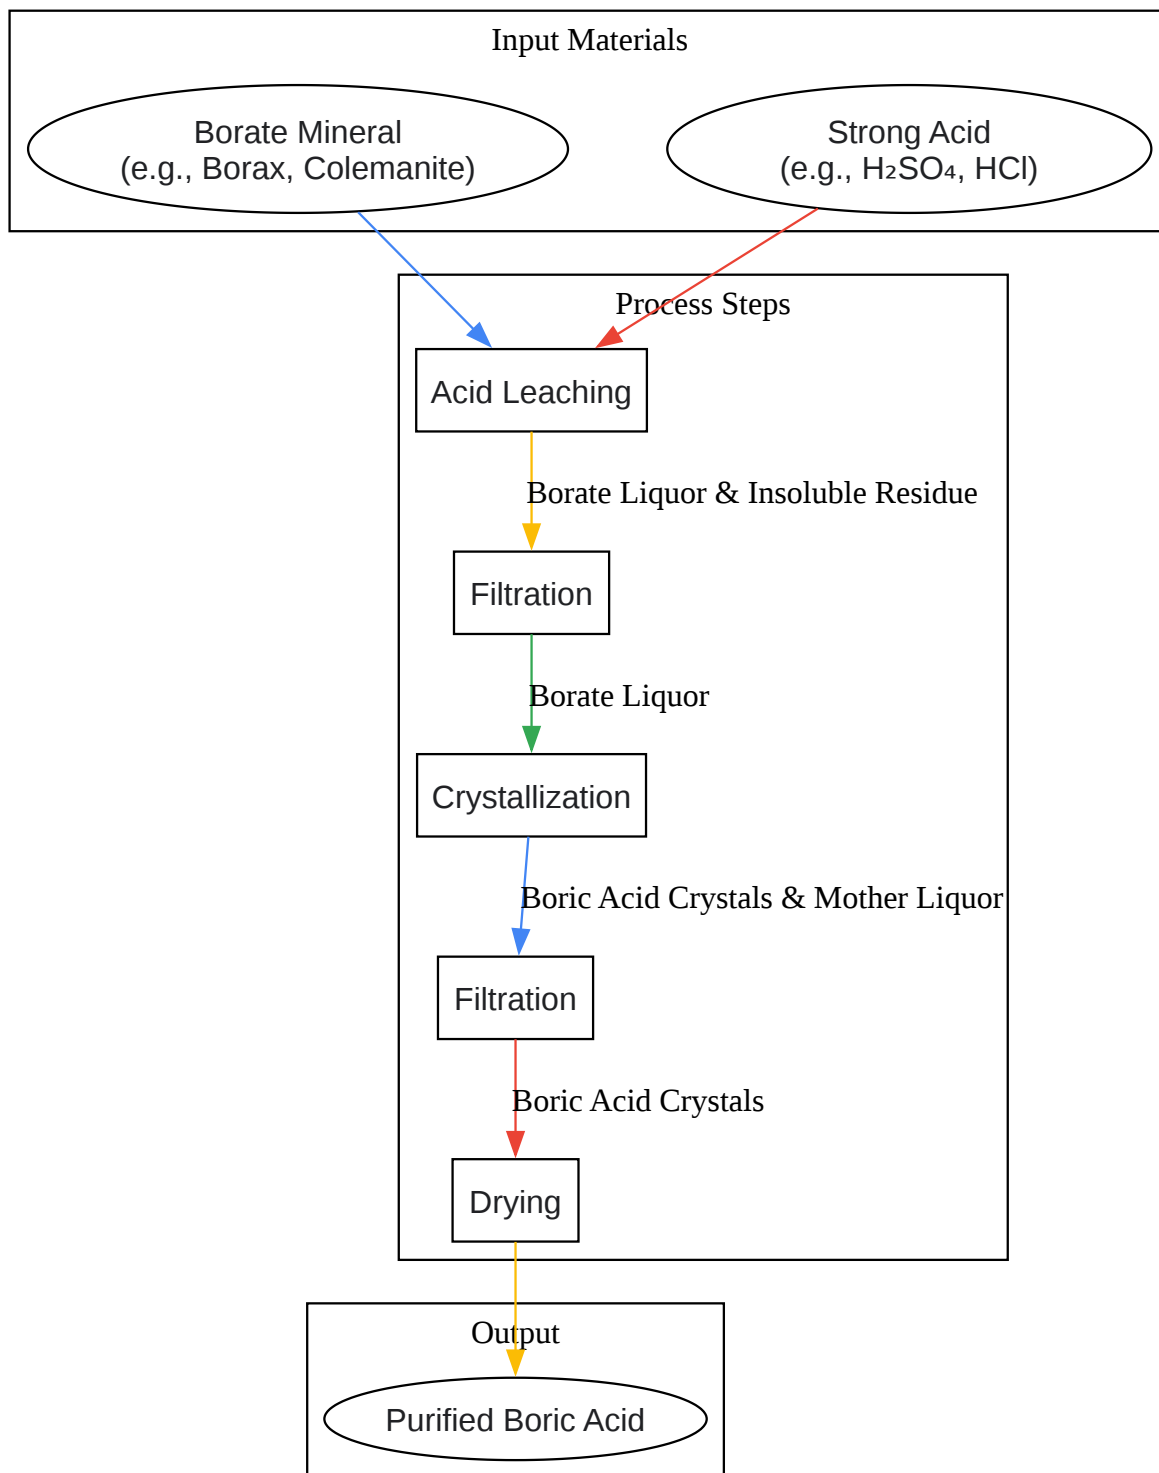 Input Materials
Borate Mineral
(e.g., Borax, Colemanite)
Strong Acid
(e.g., H₂SO₄, HCl)
Process Steps
Acid Leaching
Borate Liquor & Insoluble Residue
Filtration
Borate Liquor
Crystallization
Boric Acid Crystals & Mother Liquor
Filtration
Boric Acid Crystals
Drying
Output
Purified Boric Acid